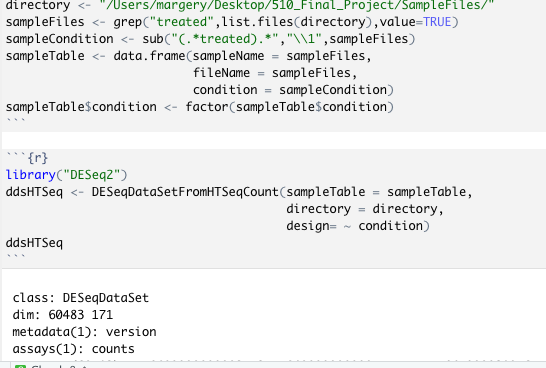 directory <- "/Users/margery/Desktop/510_Final_Project/SampleFiles/"
sampleFiles <- grep("treated",list.files(directory),value=TRUE)
sampleCondition <- sub("(.*treated).*","\\1",sampleFiles)
sampleTable <- data.frame(sampleName = sampleFiles,
                          fileName = sampleFiles,
                          condition = sampleCondition)
sampleTable$condition <- factor(sampleTable$condition)
```
```{r}
library("DESeq2")
ddsHTSeq <- DESeqDataSetFromHTSeqCount(sampleTable = sampleTable,
                                       directory = directory,
                                       design= ~ condition)
ddsHTSeq
```
class: DESeqDataSet
dim: 60483 171
metadata(1): version
assays(1): counts